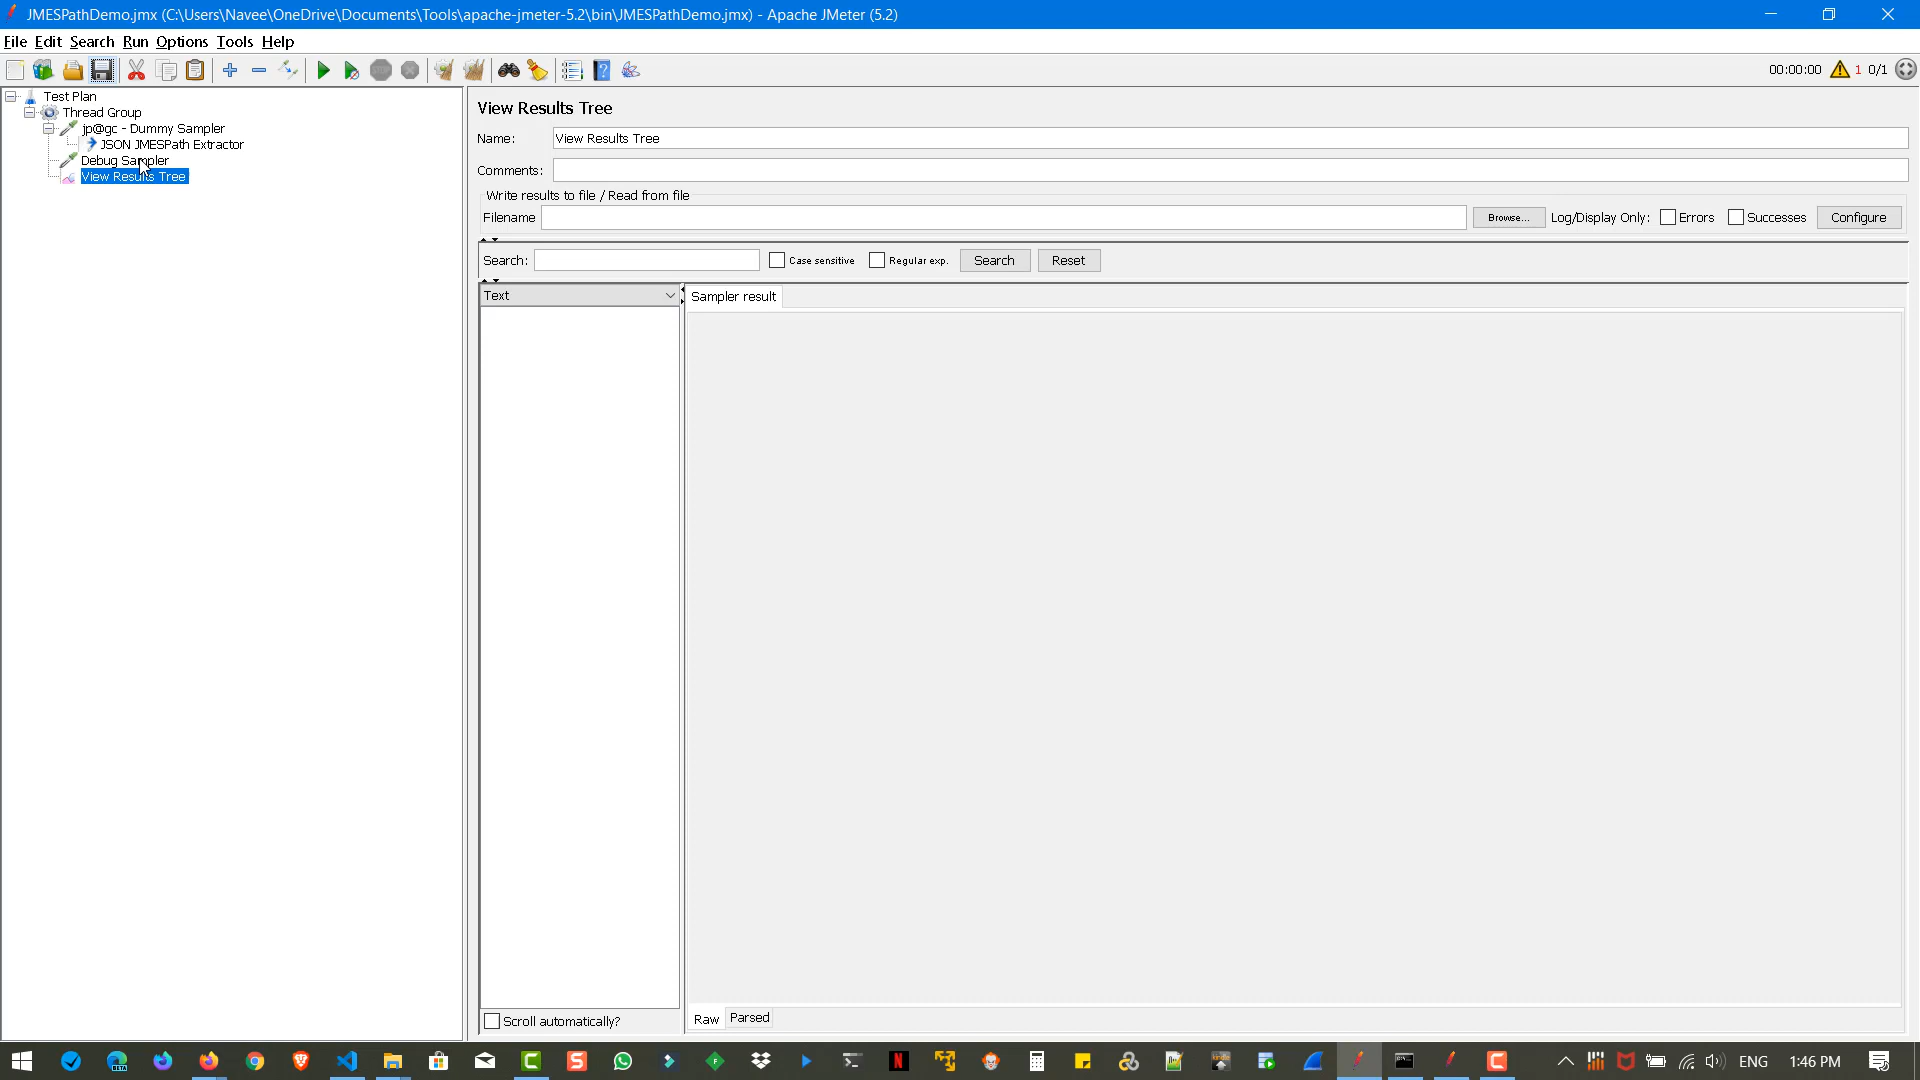 JMESPathDemo.jmx (C:\Users\Navee\OneDrive\Documents\Tools\apache-jmeter-5.2\bin\JMESPathDemo.jmx) - Apache JMeter (5.2)
File Edit Search Run Options Tools Help
00:00:00 1 0/1
Test Plan
Thread Group
jp@gc - Dummy Sampler
JSON JMESPath Extractor
Debug Sampler
View Results Tree
View Results Tree
Name: View Results Tree
Comments:
Write results to file / Read from file
Filename Browse... Log/Display Only: Errors Successes Configure
Search: Case sensitive Regular exp. Search Reset
Text Sampler result
Scroll automatically? Raw Parsed
ENG 1:46 PM